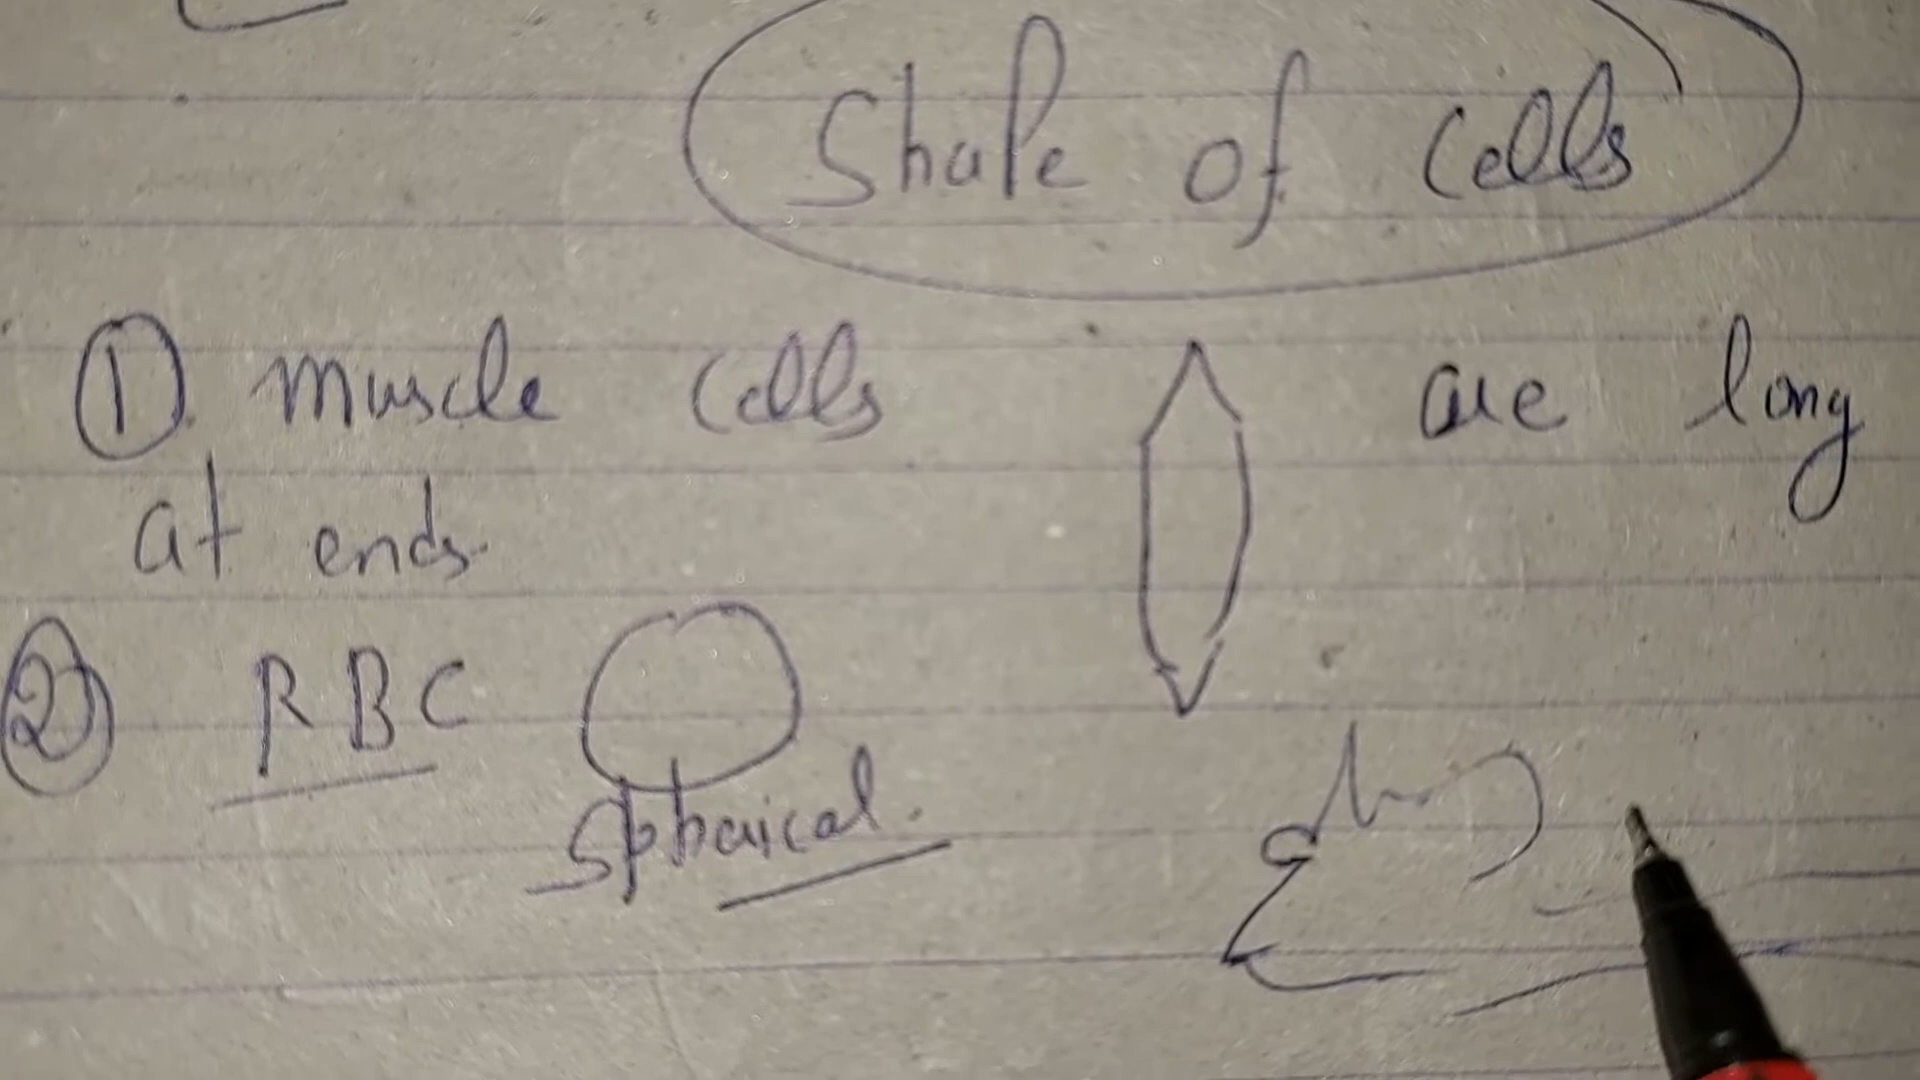 Shape of cells
① muscle cells are long
at ends.
② RBC
Spherical.